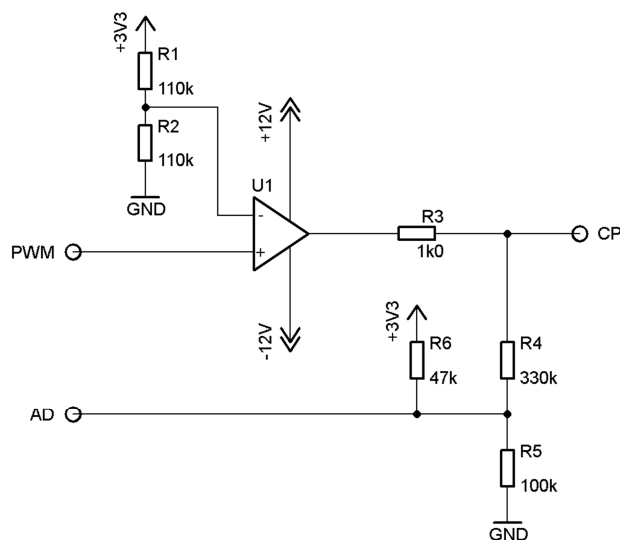 +3V3
R1
110k
R2
110k
GND
+12V
U1
-
+
PWM
-12V
R3
1k0
CP
+3V3
R6
47k
R4
330k
AD
R5
100k
GND